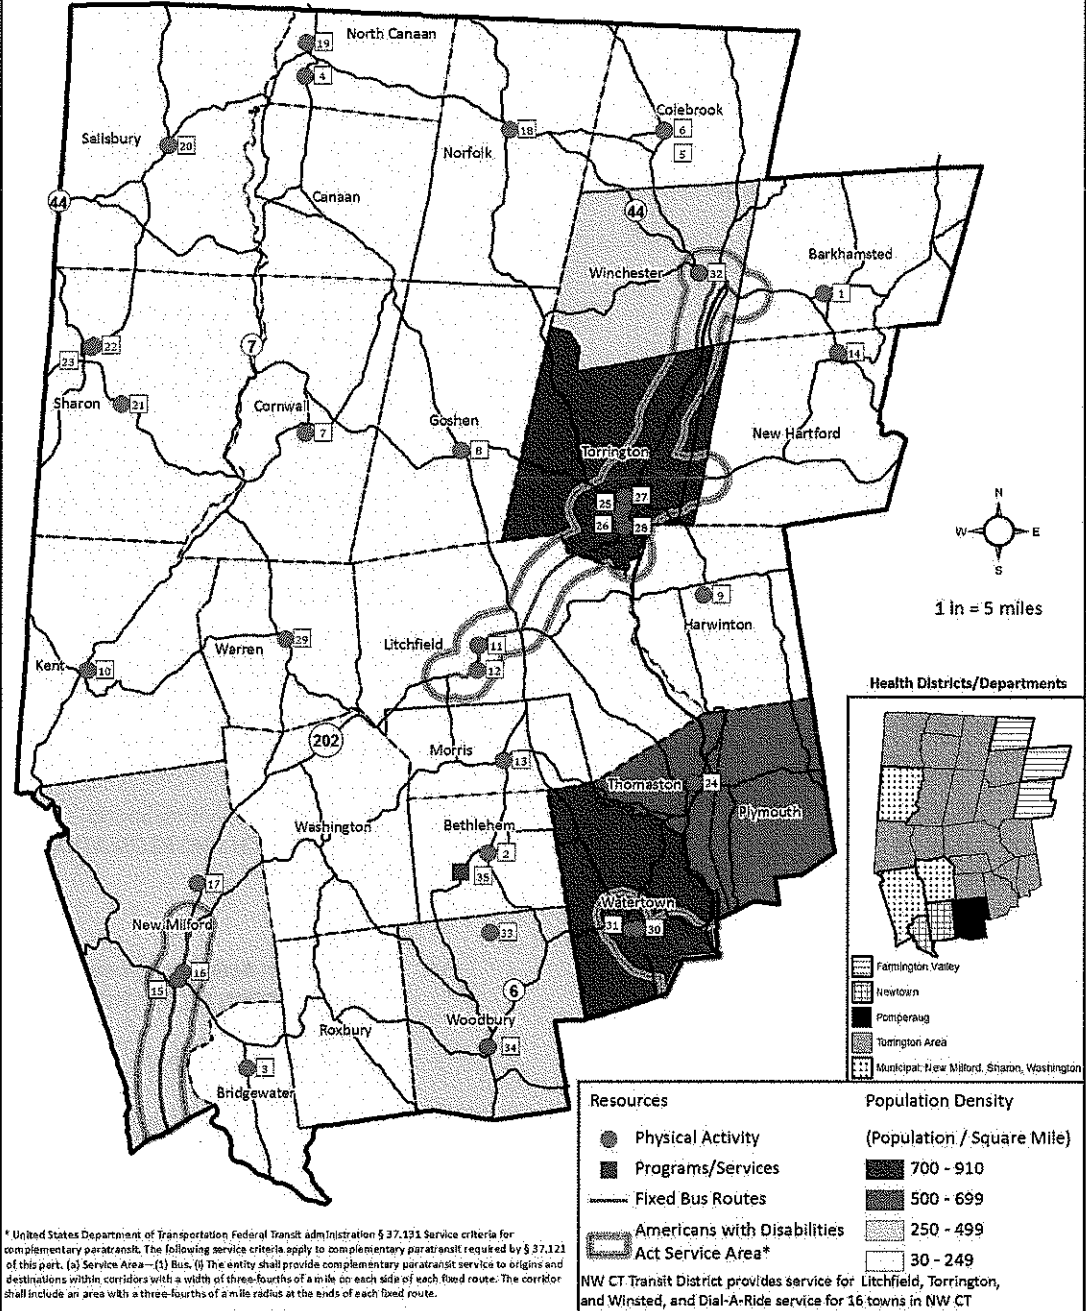 North Canaan
19
4
Colebrook
6
5
18
Salisbury
20
Norfolk
Canaan
44
44
Barkhamsted
Winchester
32
1
22
23
7
14
Sharon
21
Cornwall
7
Goshen
8
New Hartford
Torrington
25
27
26
28
N
W
E
S
1 in = 5 miles
9
Harwinton
Kent
10
Warren
29
Litchfield
11
12
Health Districts/Departments
202
Morris
13
Thomaston
24
Plymouth
Washington
Bethlehem
2
35
17
New Milford
Watertown
31
30
33
16
15
6
Woodbury
34
Roxbury
3
Bridgewater
Farmington Valley
Newtown
Pomperaug
Torrington Area
Municipal: New Milford, Sharon, Washington
Resources
Physical Activity
Programs/Services
Fixed Bus Routes
Americans with Disabilities
Act Service Area*
Population Density
(Population / Square Mile)
700 - 910
500 - 699
250 - 499
30 - 249
NW CT Transit District provides service for Litchfield, Torrington,
and Winsted, and Dial-A-Ride service for 16 towns in NW CT
* United States Department of Transportation Federal Transit administration § 37.131 Service criteria for
complementary paratransit. The following service criteria apply to complementary paratransit required by § 37.121
of this part. (a) Service Area—(1) Bus. (i) The entity shall provide complementary paratransit service to origins and
destinations within corridors with a width of three-fourths of a mile on each side of each fixed route. The corridor
shall include an area with a three-fourths of a mile radius at the ends of each fixed route.